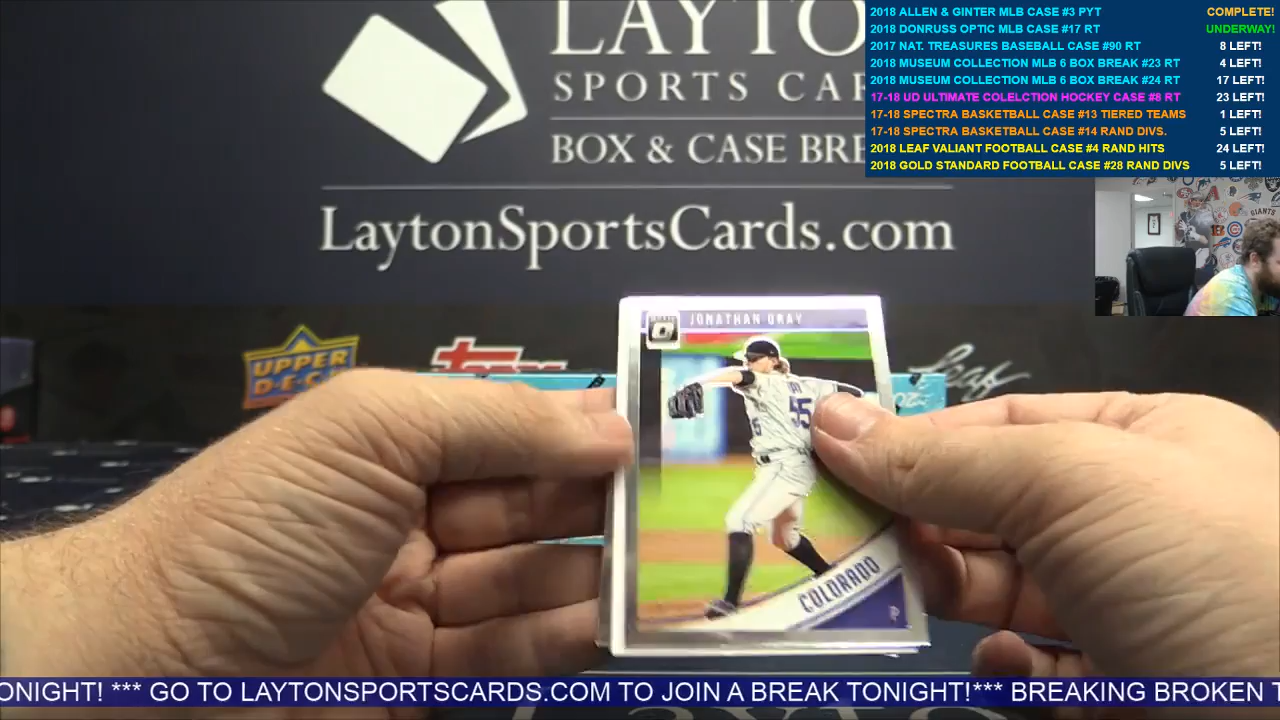 LAYTO
SPORTS CAR
BOX & CASE BRE
LaytonSportsCards.com
2018 ALLEN & GINTER MLB CASE #3 PYT COMPLETE!
2018 DONRUSS OPTIC MLB CASE #17 RT UNDERWAY!
2017 NAT. TREASURES BASEBALL CASE #90 RT 8 LEFT!
2018 MUSEUM COLLECTION MLB 6 BOX BREAK #23 RT 4 LEFT!
2018 MUSEUM COLLECTION MLB 6 BOX BREAK #24 RT 17 LEFT!
17-18 UD ULTIMATE COLELCTION HOCKEY CASE #8 RT 23 LEFT!
17-18 SPECTRA BASKETBALL CASE #13 TIERED TEAMS 1 LEFT!
17-18 SPECTRA BASKETBALL CASE #14 RAND DIVS. 5 LEFT!
2018 LEAF VALIANT FOOTBALL CASE #4 RAND HITS 24 LEFT!
2018 GOLD STANDARD FOOTBALL CASE #28 RAND DIVS 5 LEFT!
GIANTS
UPPER
DECK
Leaf
JONATHAN GRAY
55
COLORADO
P
ONIGHT! *** GO TO LAYTONSPORTSCARDS.COM TO JOIN A BREAK TONIGHT!*** BREAKING BROKEN T